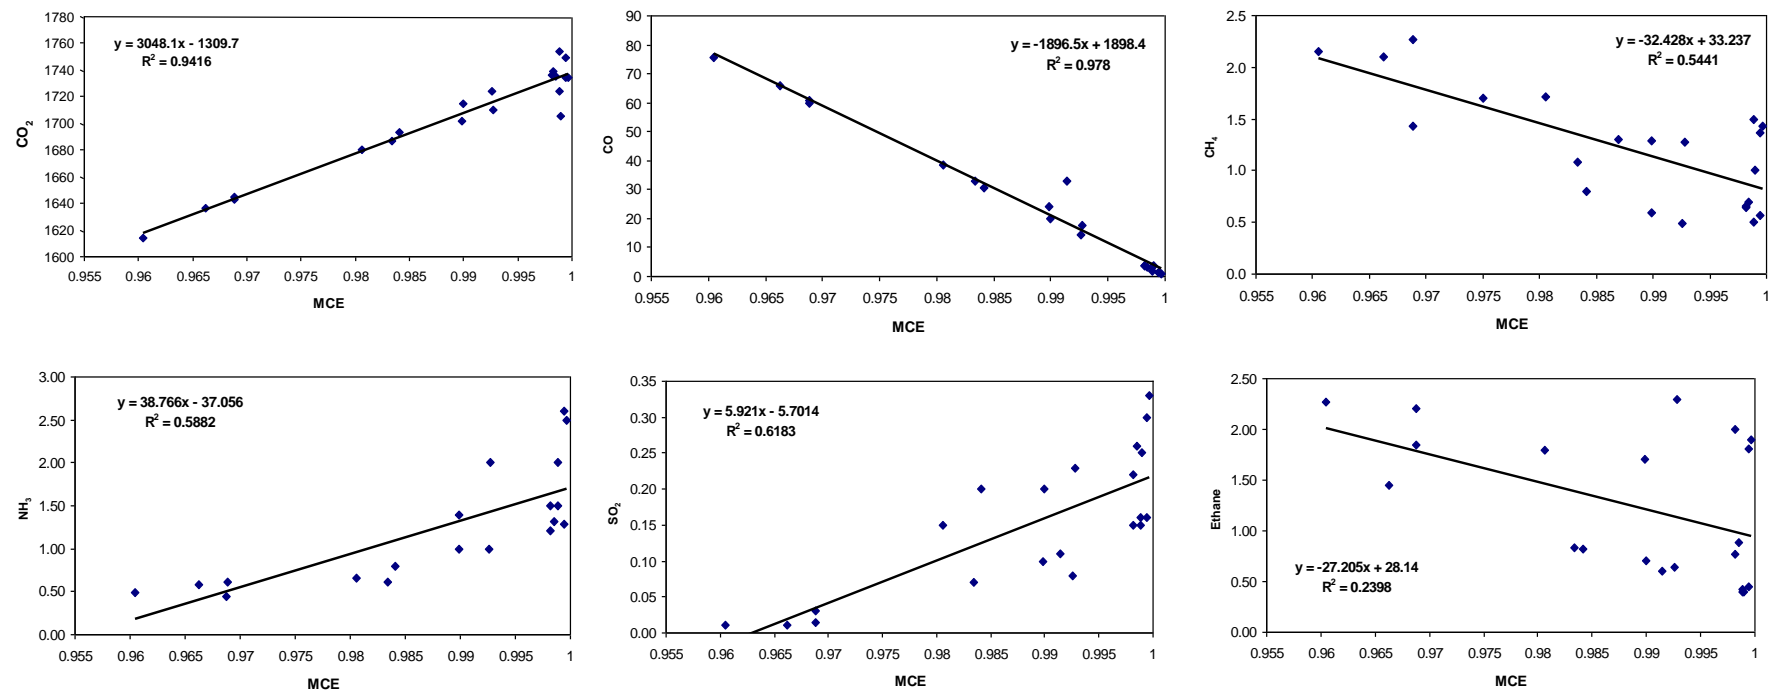 1780
1760
1740
1720
1700
1680
1660
1640
1620
1600
CO₂
y = 3048.1x - 1309.7
R² = 0.9416
0.955 0.96 0.965 0.97 0.975 0.98 0.985 0.99 0.995 1
MCE
90
80
70
60
50
40
30
20
10
0
CO
y = -1896.5x + 1898.4
R² = 0.978
0.955 0.96 0.965 0.97 0.975 0.98 0.985 0.99 0.995 1
MCE
2.5
2.0
1.5
1.0
0.5
0.0
CH₄
y = -32.428x + 33.237
R² = 0.5441
0.955 0.96 0.965 0.97 0.975 0.98 0.985 0.99 0.995 1
MCE
3.00
2.50
2.00
1.50
1.00
0.50
0.00
NH₃
y = 38.766x - 37.056
R² = 0.5882
0.955 0.96 0.965 0.97 0.975 0.98 0.985 0.99 0.995 1
MCE
0.35
0.30
0.25
0.20
0.15
0.10
0.05
0.00
SO₂
y = 5.921x - 5.7014
R² = 0.6183
0.955 0.96 0.965 0.97 0.975 0.98 0.985 0.99 0.995 1
MCE
2.50
2.00
1.50
1.00
0.50
0.00
Ethane
y = -27.205x + 28.14
R² = 0.2398
0.955 0.96 0.965 0.97 0.975 0.98 0.985 0.99 0.995 1
MCE